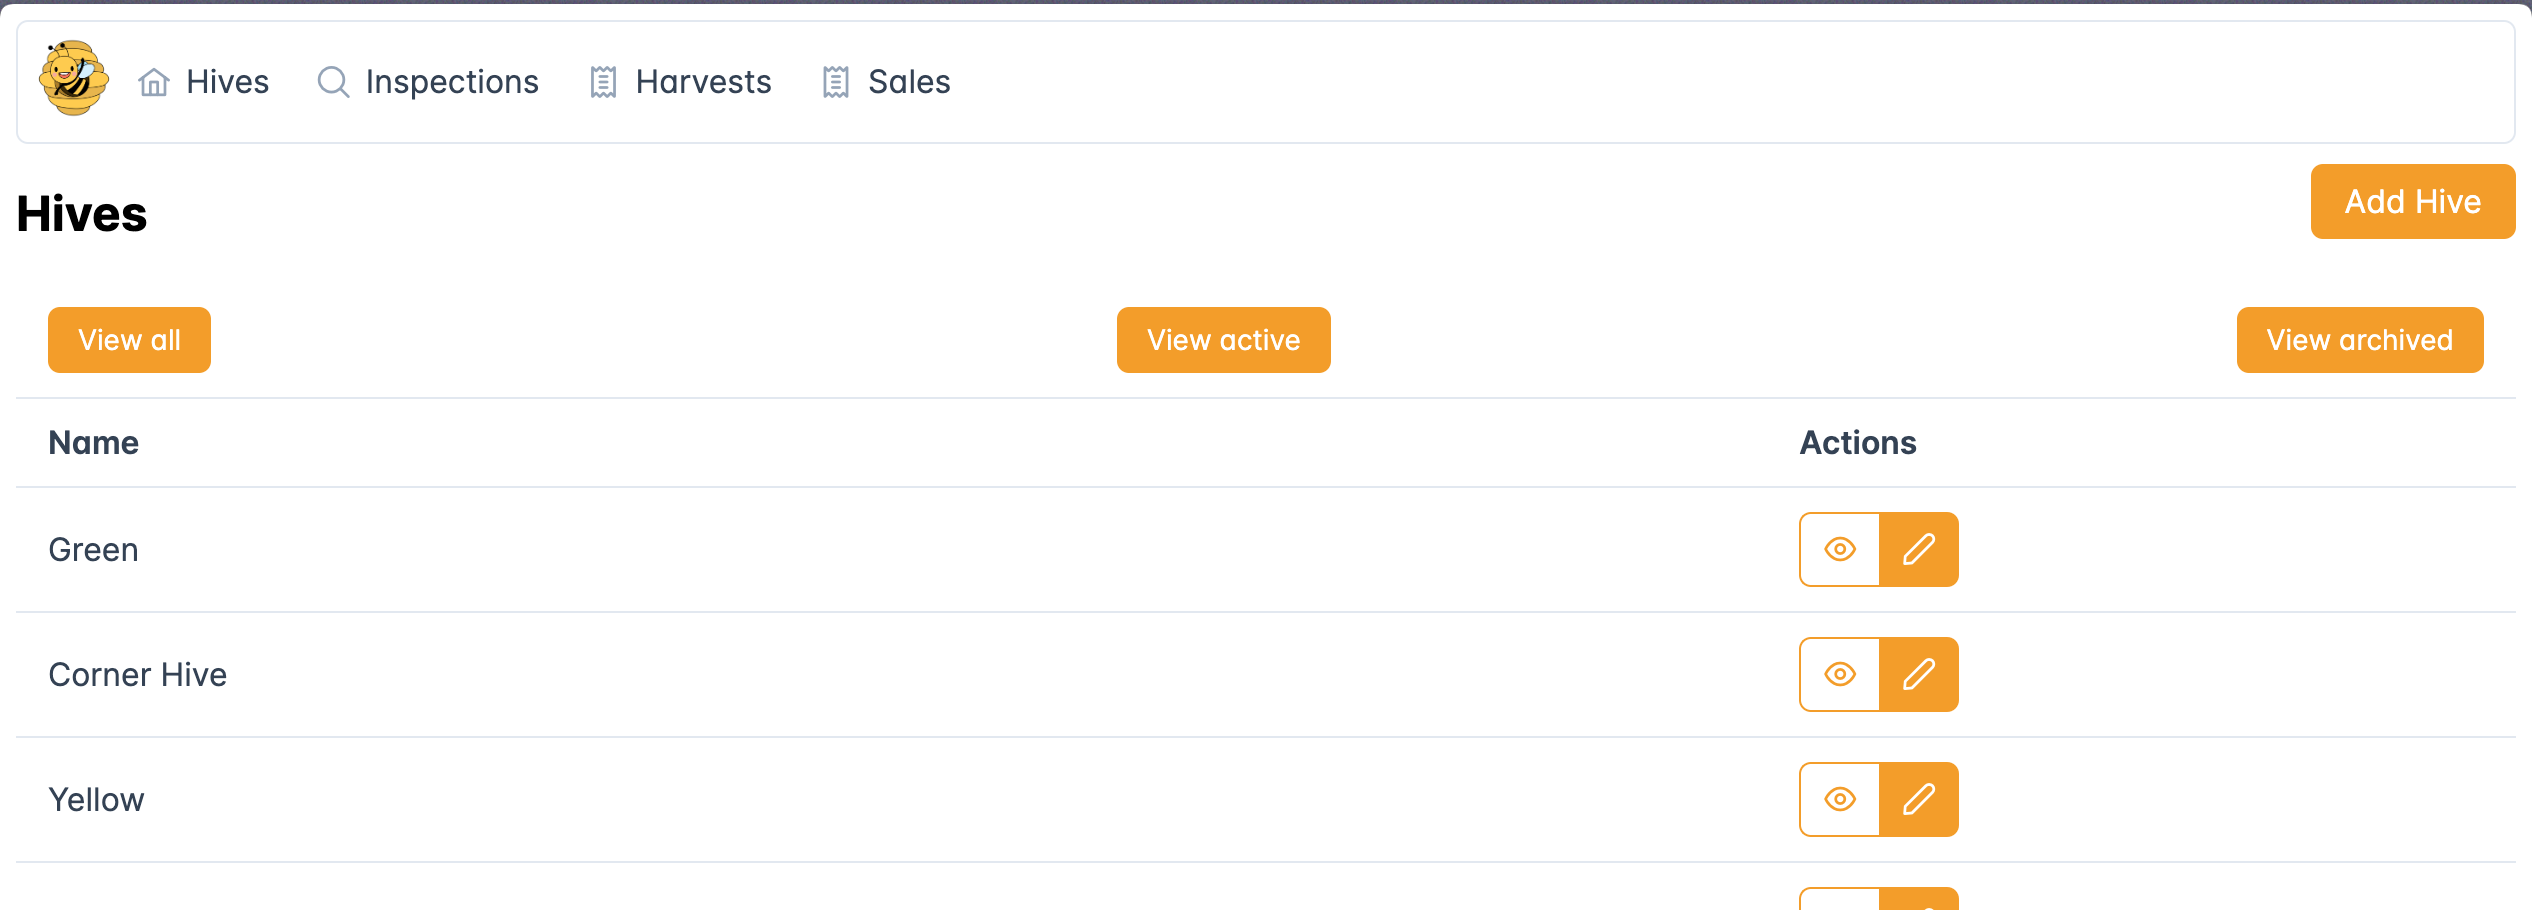 Hives Inspections Harvests Sales
Hives
Add Hive
View all View active View archived
Name Actions
Green
Corner Hive
Yellow